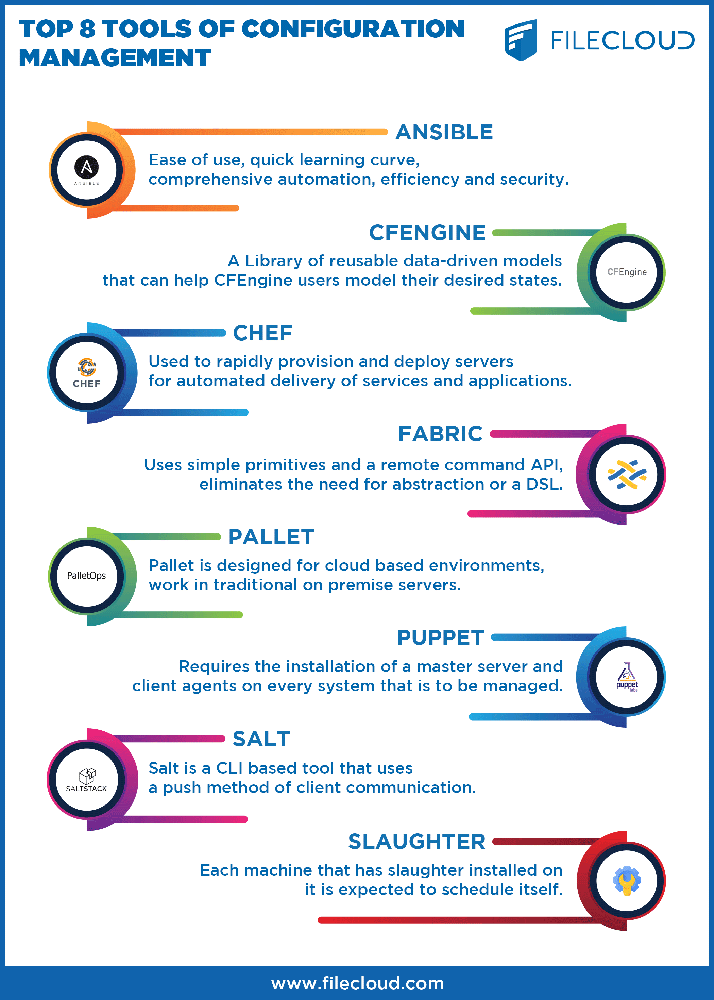 TOP 8 TOOLS OF CONFIGURATION
MANAGEMENT
FILECLOUD
ANSIBLE
ANSIBLE
Ease of use, quick learning curve,
comprehensive automation, efficiency and security.
CFENGINE
A Library of reusable data-driven models
that can help CFEngine users model their desired states.
CFEngine
CHEF
CHEF
Used to rapidly provision and deploy servers
for automated delivery of services and applications.
FABRIC
Uses simple primitives and a remote command API,
eliminates the need for abstraction or a DSL.
PALLET
PalletOps
Pallet is designed for cloud based environments,
work in traditional on premise servers.
PUPPET
Requires the installation of a master server and
client agents on every system that is to be managed.
puppet
labs
SALT
SALTSTACK
Salt is a CLI based tool that uses
a push method of client communication.
SLAUGHTER
Each machine that has slaughter installed on
it is expected to schedule itself.
www.filecloud.com